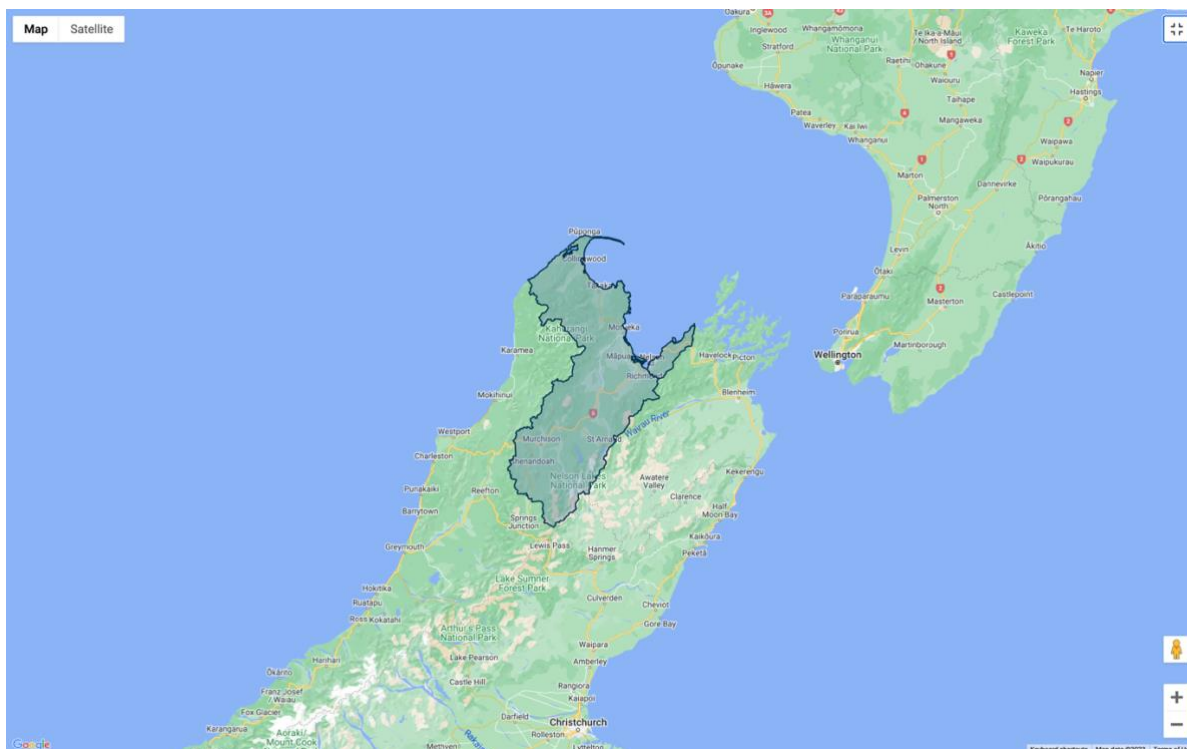 Map
Satellite
Ōakura
Whangamōmona
Inglewood
Stratford
Whanganui
National Park
Te Ika-a-Māui
/ North Island
Kaweka
Forest Park
Te Haroto
Ōpunake
Raetihi
Ohakune
Waiouru
Napier
Hāwera
Taihape
Hastings
Patea
Waverley
Kai Iwi
Mangaweka
Whanganui
Waipawa
Waipukurau
Marton
Palmerston
North
Dannevirke
Pōrangahau
Levin
Ākitio
Ōtaki
Paraparaumu
Masterton
Castlepoint
Porirua
Wellington
Martinborough
Pūponga
Collingwood
Kahurangi
National Park
Karamea
Māpua
Nelson
Richmond
Havelock
Picton
Blenheim
Mokihinui
Wairau River
Westport
Murchison
St Arnaud
Charleston
Shenandoah
Kekerengu
Nelson Lakes
National Park
Awatere
Valley
Punakaiki
Reefton
Clarence
Barrytown
Half
Moon Bay
Springs
Junction
Greymouth
Lewis Pass
Hanmer
Springs
Kaikōura
Peketā
Hokitika
Lake Sumner
Forest Park
Ruatapu
Culverden
Cheviot
Ross
Kokatahi
Gore Bay
Arthur's Pass
National Park
Waipara
Harihari
Lake Pearson
Amberley
Ōkārito
Castle Hill
Franz Josef
/ Waiau
Rangiora
Kaiapoi
Fox Glacier
Darfield
Christchurch
Karangarua
Aoraki/
Mount Cook
Rolleston
Methven
Lyttelton
Google